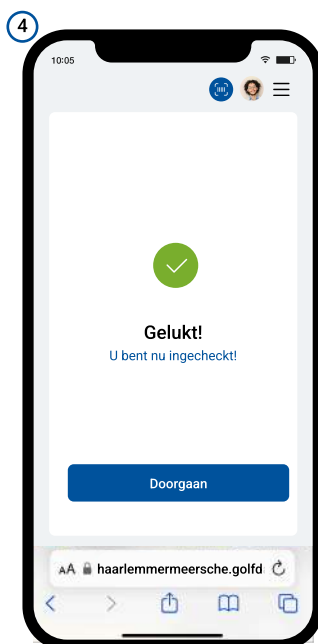 4
10:05
Gelukt!
U bent nu ingecheckt!
Doorgaan
AA haarlemmermeersche.golfd